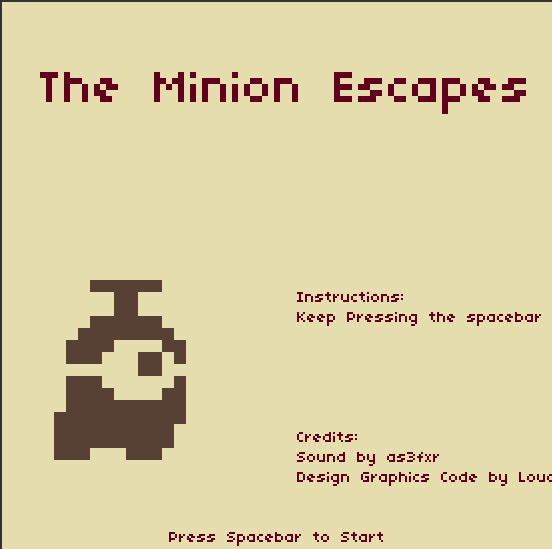 The Minion Escapes
Instructions:
Keep Pressing the spacebar
Credits:
Sound by as3fxr
Design Graphics Code by
Press Spacebar to Start